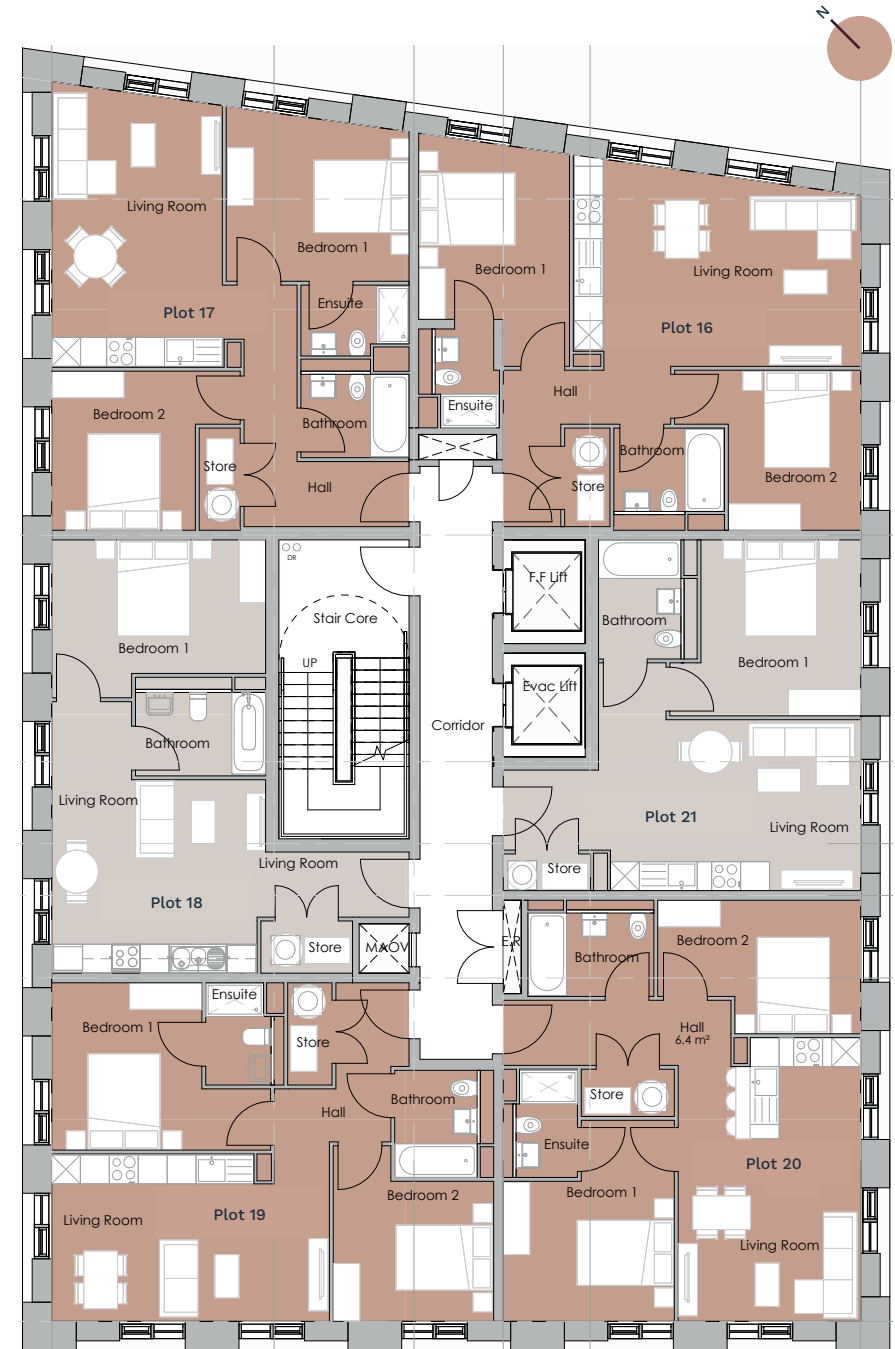 N
Living Room
Bedroom 1
Plot 17
Ensuite
Bedroom 2
Bathroom
Store
Hall
Bedroom 1
Living Room
Plot 16
Hall
Ensuite
Bathroom
Store
Bedroom 2
DR
Stair Core
UP
F.F Lift
Evac Lift
Corridor
Bedroom 1
Bathroom
Living Room
Living Room
Plot 18
Store
MAOV
Bathroom
Bedroom 1
Plot 21
Living Room
Store
E.R
Bathroom
Bedroom 2
Hall
6.4 m²
Store
Ensuite
Plot 20
Bedroom 1
Living Room
Ensuite
Bedroom 1
Store
Hall
Bathroom
Bedroom 2
Plot 19
Living Room